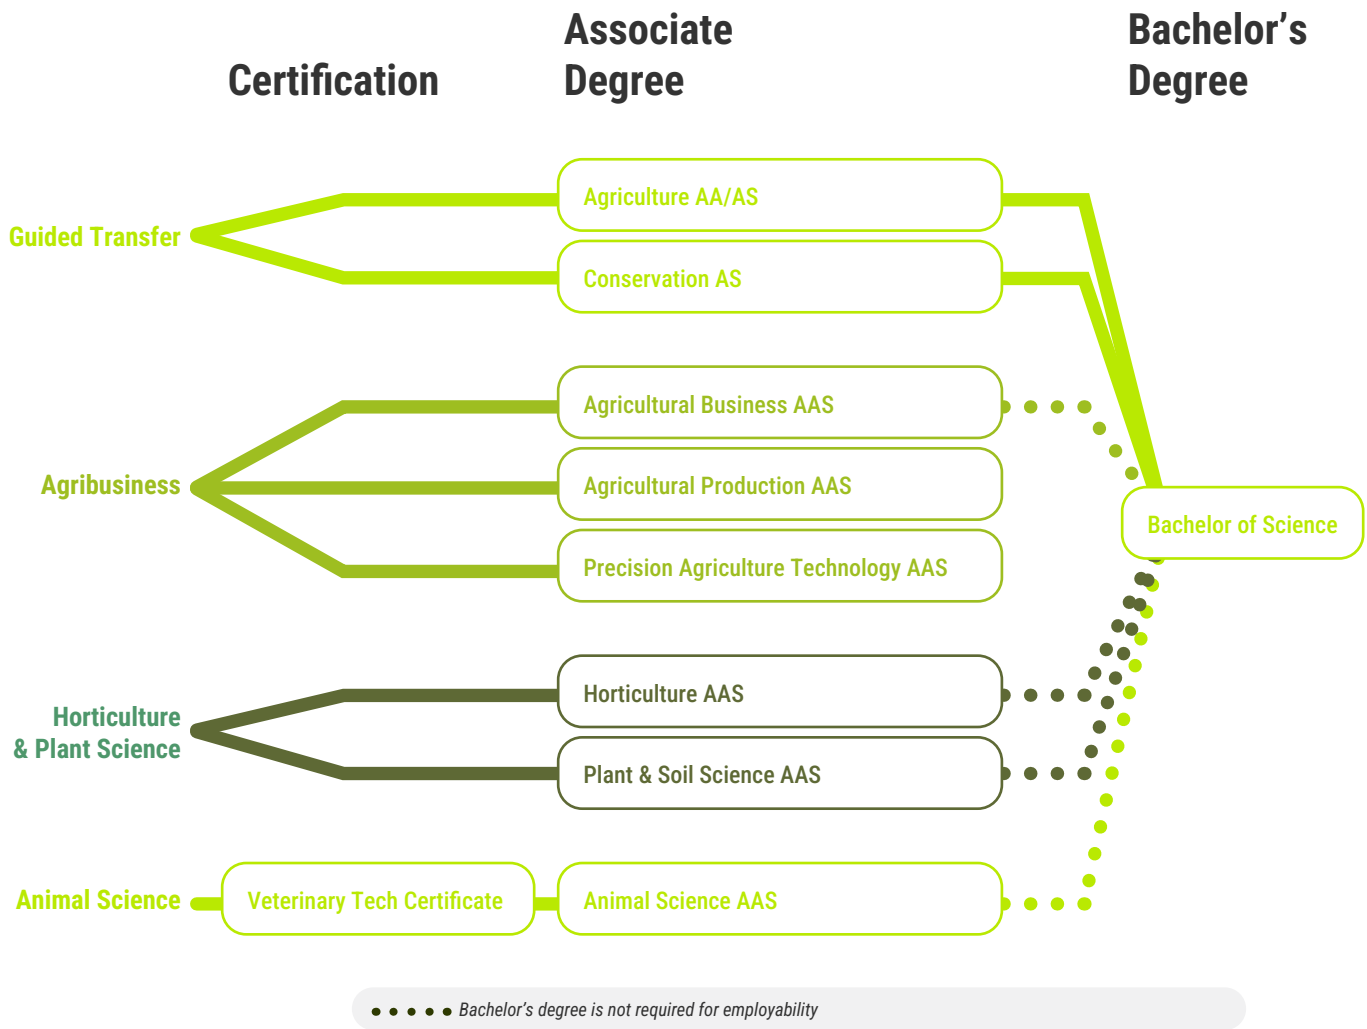 Certification
Associate
Degree
Bachelor’s
Degree
Guided Transfer
Agriculture AA/AS
Conservation AS
Agribusiness
Agricultural Business AAS
Agricultural Production AAS
Precision Agriculture Technology AAS
Bachelor of Science
Horticulture
& Plant Science
Horticulture AAS
Plant & Soil Science AAS
Animal Science
Veterinary Tech Certificate
Animal Science AAS
Bachelor’s degree is not required for employability